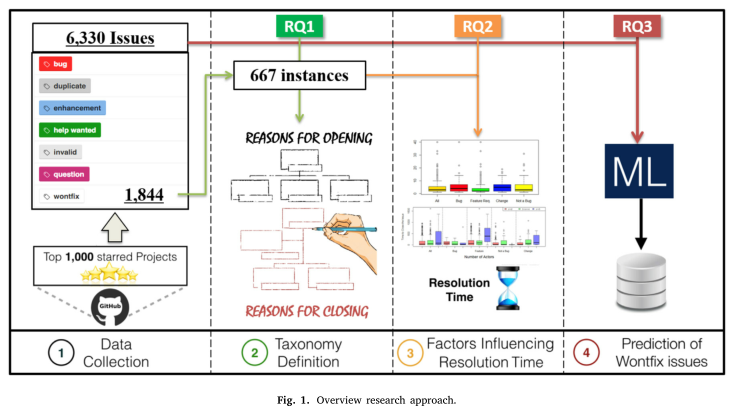 6,330 Issues
bug
duplicate
enhancement
help wanted
invalid
question
wontfix
1,844
Top 1,000 starred Projects
GitHub
RQ1
667 instances
REASONS FOR OPENING
REASONS FOR CLOSING
RQ2
All
Bug
Feature Req.
Change
Not a Bug
Number of Actors
Resolution
Time
RQ3
ML
1
Data
Collection
2
Taxonomy
Definition
3
Factors Influencing
Resolution Time
4
Prediction of
Wontfix issues
Fig. 1. Overview research approach.